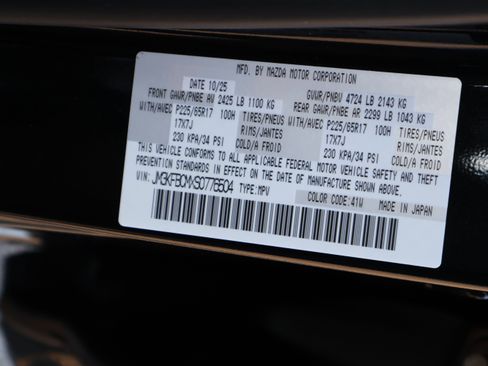 MFD. BY MAZDA MOTOR CORPORATION
DATE 10/25 GVWR/PNBV 4724 LB 2143 KG
FRONT GAWR/PNBE AV 2425 LB 1100 KG REAR GAWR/PNBE AR 2299 LB 1043 KG
WITH/AVEC P225/65R17 100H TIRES/PNEUS WITH/AVEC P225/65R17 100H TIRES/PNEUS
17X7J RIMS/JANTES 17X7J RIMS/JANTES
230 KPA/34 PSI COLD/A FROID 230 KPA/34 PSI COLD/A FROID
THIS VEHICLE CONFORMS TO ALL APPLICABLE FEDERAL MOTOR VEHICLE SAFETY AND THEFT
PREVENTION STANDARDS IN EFFECT ON THE DATE OF MANUFACTURE SHOWN ABOVE.
VIN: TYPE: MPV COLOR CODE: 41W MADE IN JAPAN